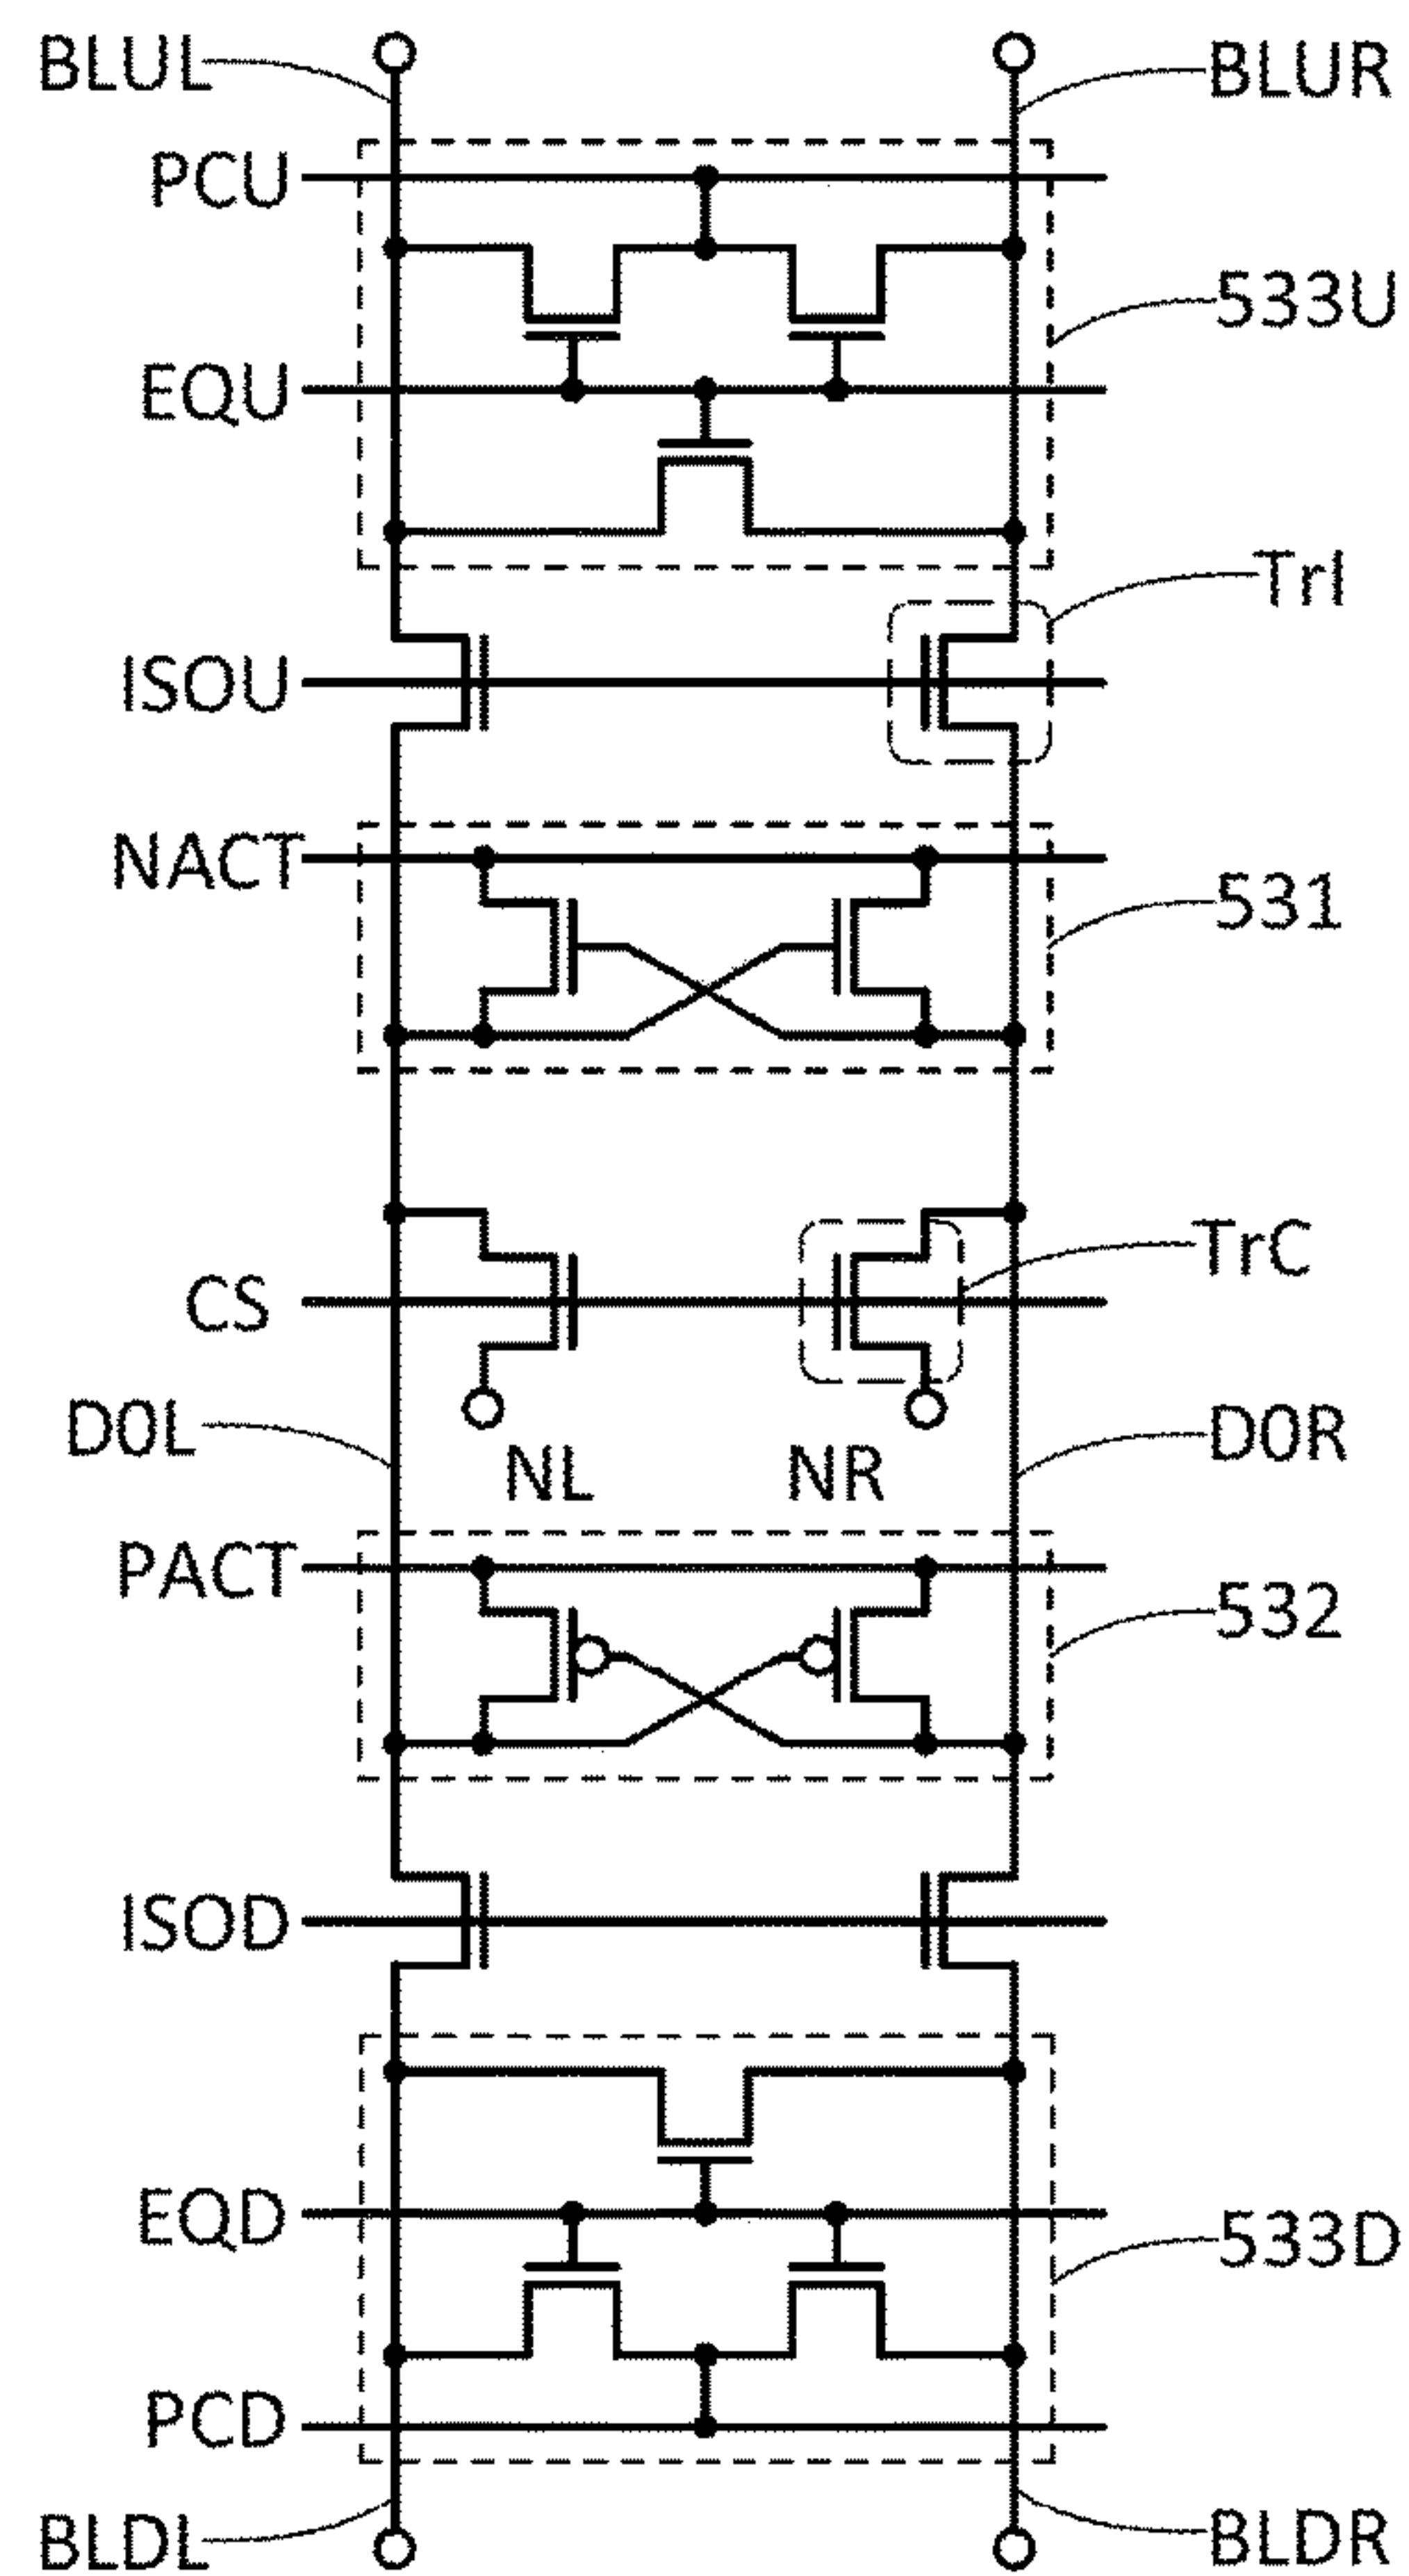 BLUL
BLUR
PCU
533U
EQU
TrI
ISOU
NACT
531
TrC
CS
D0L
D0R
NL
NR
PACT
532
ISOD
EQD
533D
PCD
BLDL
BLDR